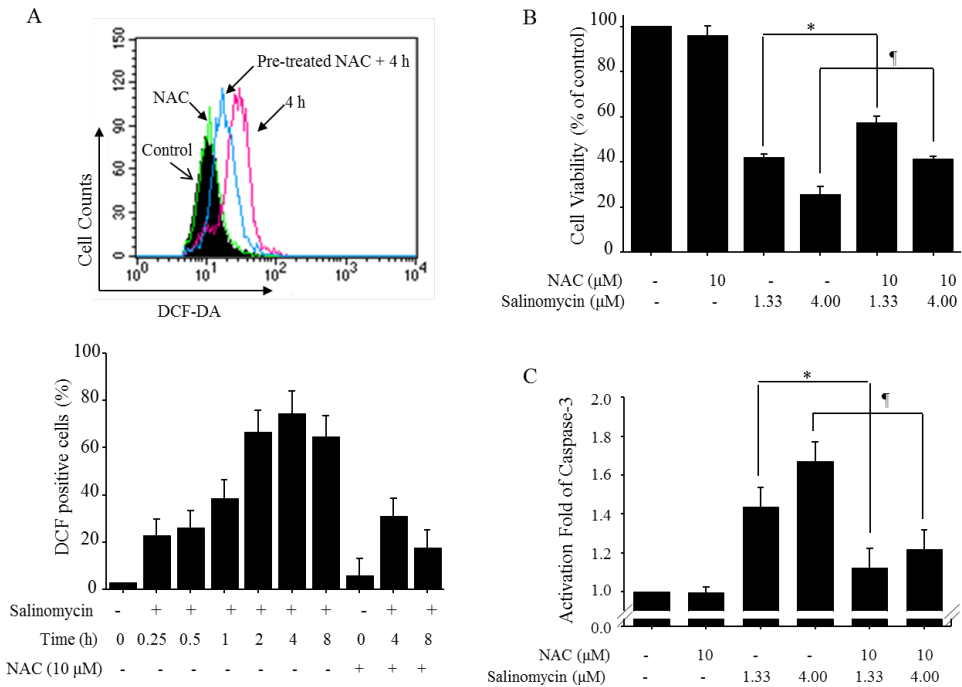 A
150
120
90
60
30
0
Cell Counts
Pre-treated NAC + 4 h
NAC
4 h
Control
10⁰ 10¹ 10² 10³ 10⁴
DCF-DA
100
80
60
40
20
0
DCF positive cells (%)
Salinomycin - + + + + + + - + +
Time (h) 0 0.25 0.5 1 2 4 8 0 4 8
NAC (10 μM) - - - - - - - + + +
B
100
80
60
40
20
0
Cell Viability (% of control)
*
¶
NAC (μM) - 10 - - 10 10
Salinomycin (μM) - - 1.33 4.00 1.33 4.00
C
2.0
1.8
1.6
1.4
1.2
1.0
0.0
Activation Fold of Caspase-3
*
¶
NAC (μM) - 10 - - 10 10
Salinomycin (μM) - - 1.33 4.00 1.33 4.00